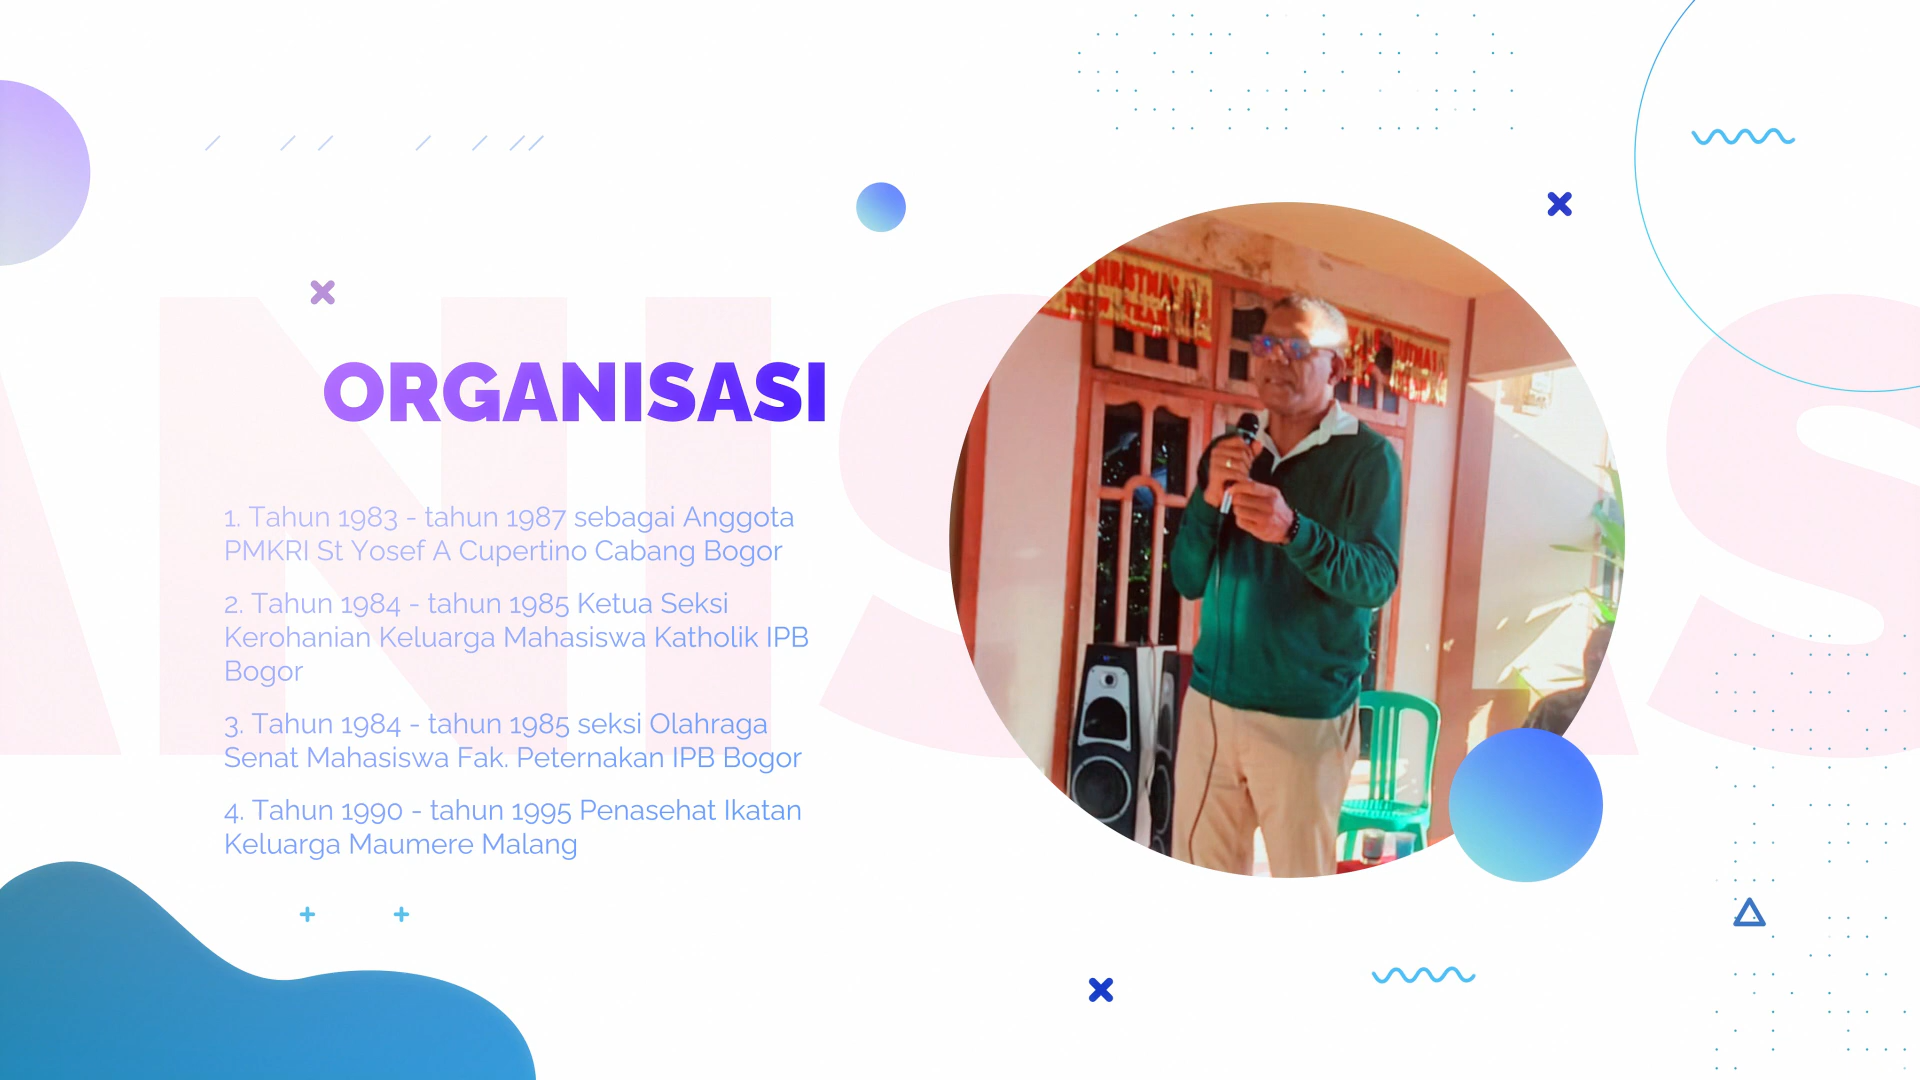 ORGANISASI
1. Tahun 1983 - tahun 1987 sebagai Anggota
PMKRI St Yosef A Cupertino Cabang Bogor
2. Tahun 1984 - tahun 1985 Ketua Seksi
Kerohanian Keluarga Mahasiswa Katholik IPB
Bogor
3. Tahun 1984 - tahun 1985 seksi Olahraga
Senat Mahasiswa Fak. Peternakan IPB Bogor
4. Tahun 1990 - tahun 1995 Penasehat Ikatan
Keluarga Maumere Malang
ANISAS
CHRISTMAS